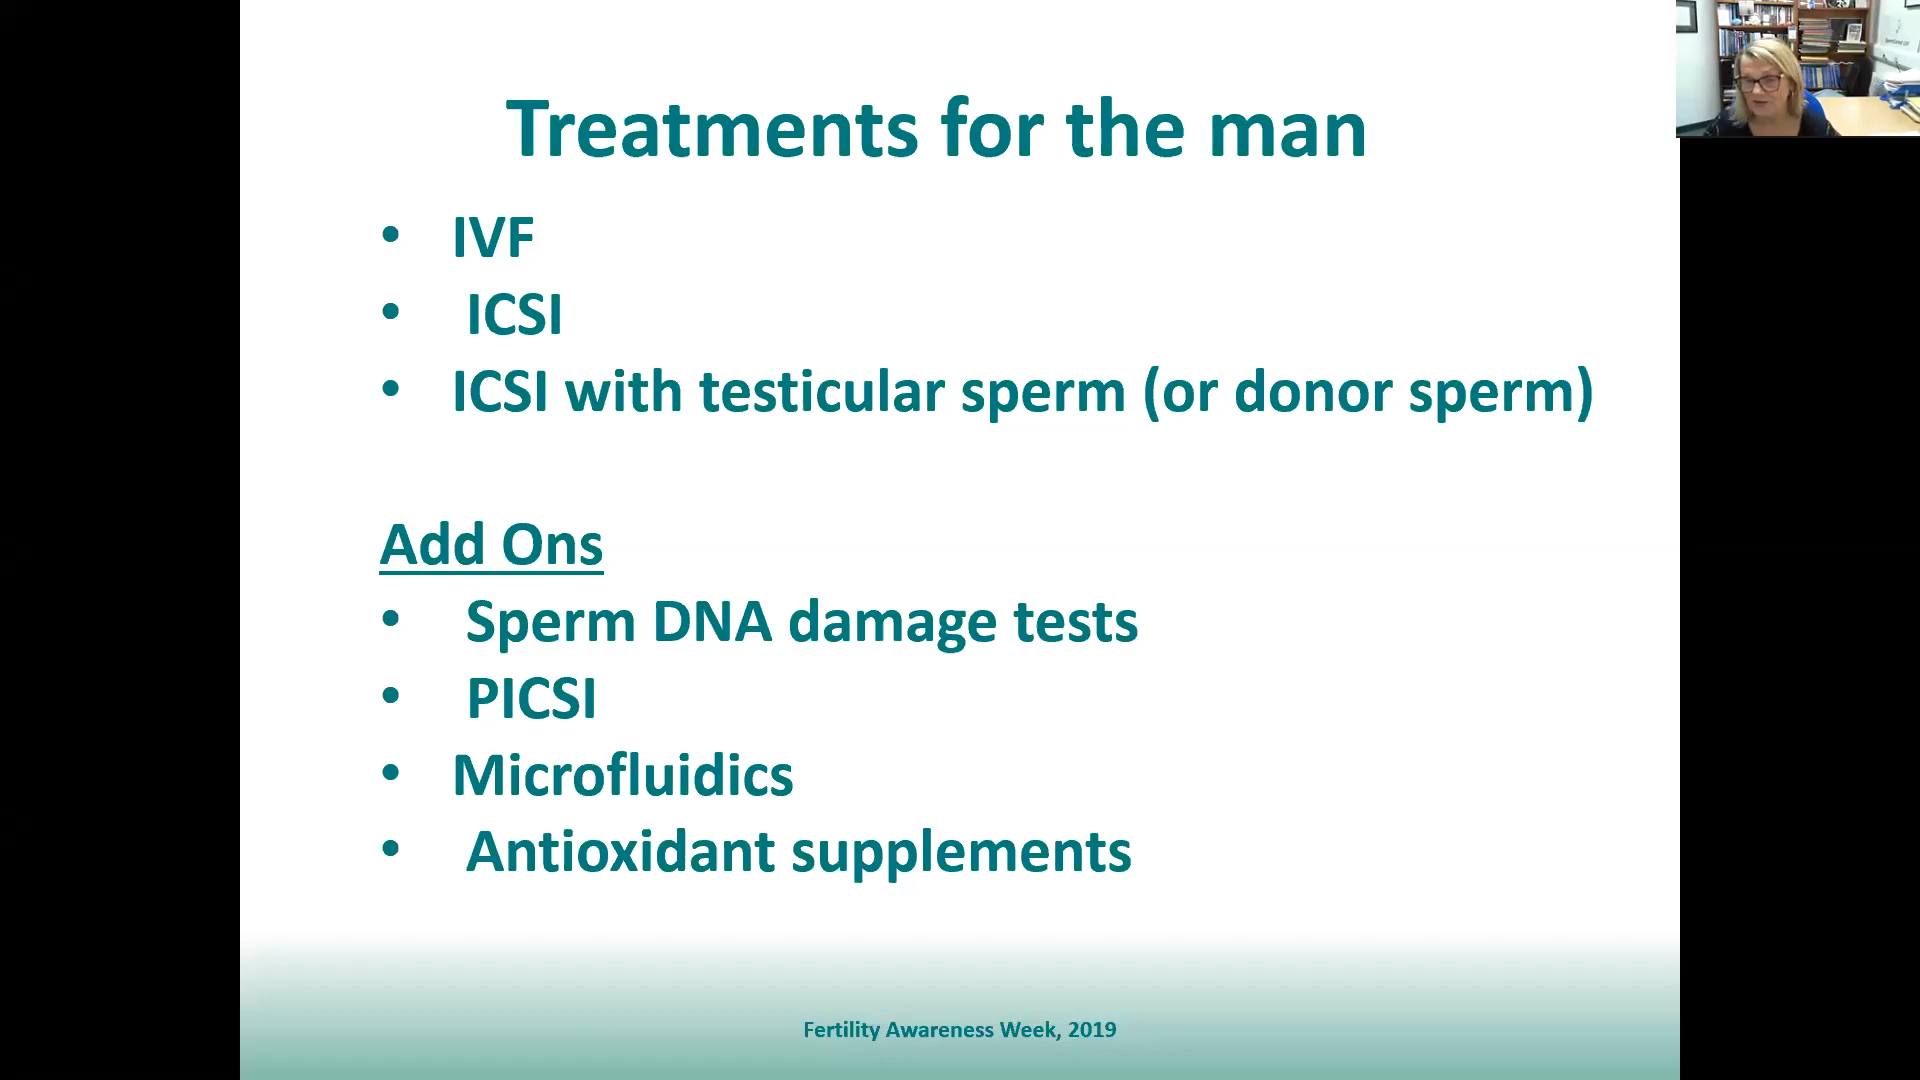 Treatments for the man
• IVF
• ICSI
• ICSI with testicular sperm (or donor sperm)
Add Ons
• Sperm DNA damage tests
• PICSI
• Microfluidics
• Antioxidant supplements
Fertility Awareness Week, 2019